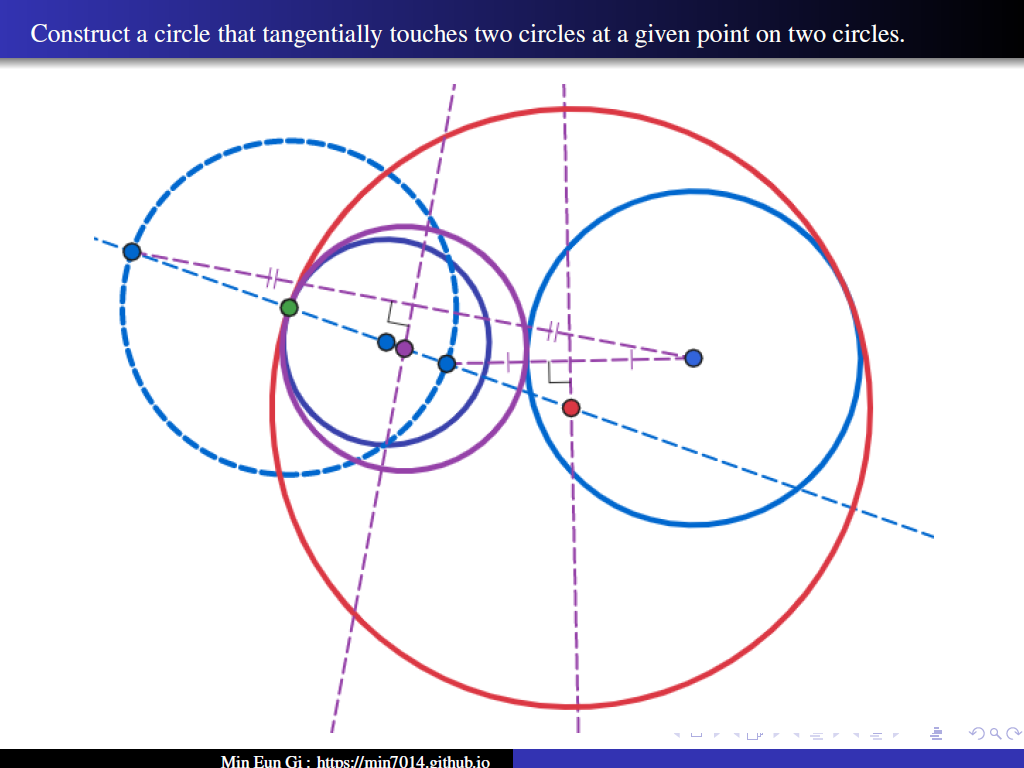 Construct a circle that tangentially touches two circles at a given point on two circles.
Min Eun Gi : https://min7014.github.io